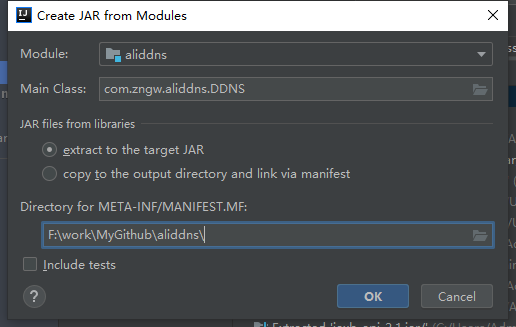 Create JAR from Modules
Module: aliddns
Main Class: com.zngw.aliddns.DDNS
JAR files from libraries
extract to the target JAR
copy to the output directory and link via manifest
Directory for META-INF/MANIFEST.MF:
F:\work\MyGithub\aliddns\
Include tests
? OK Cancel